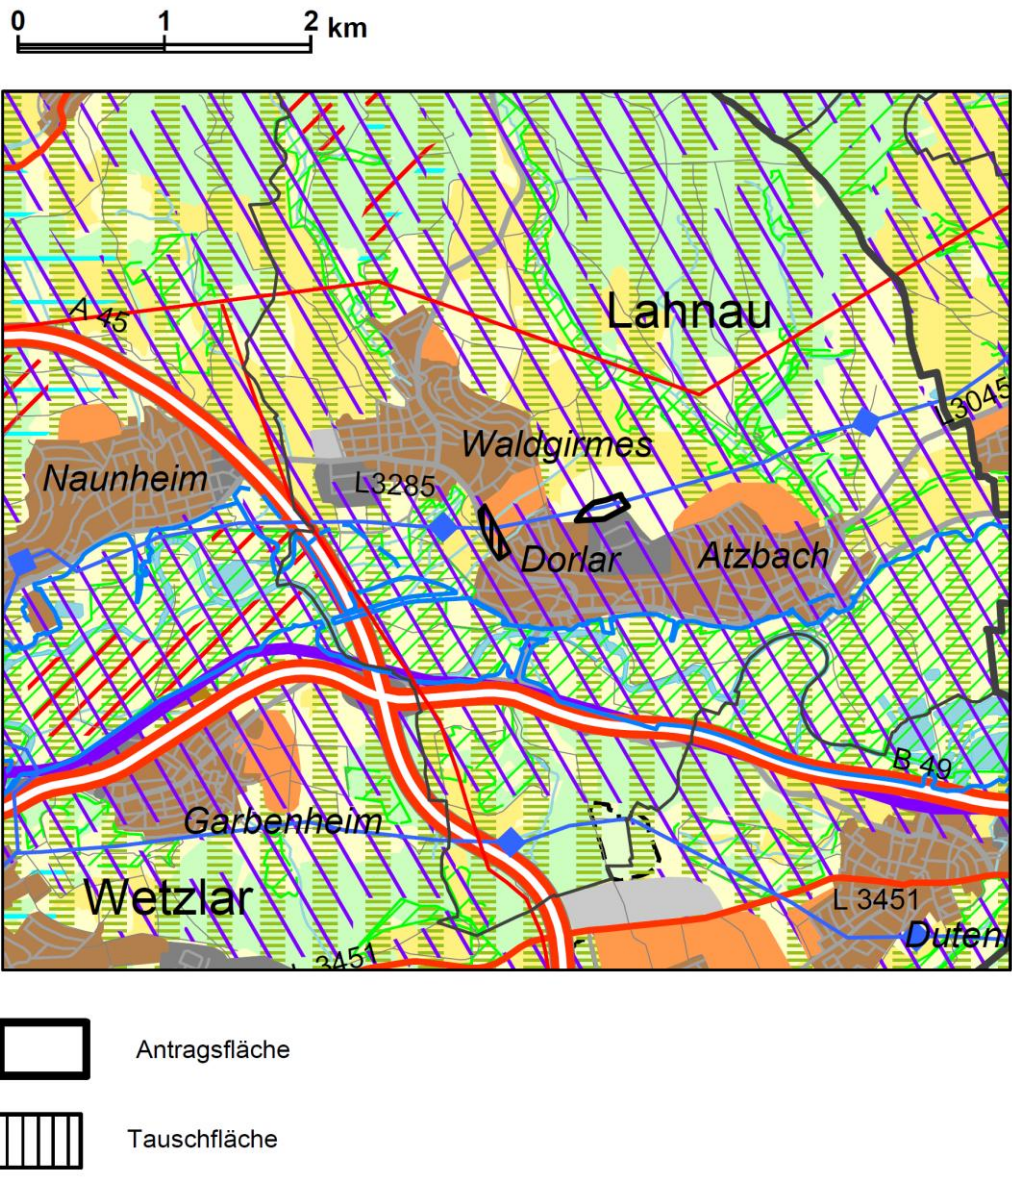 0 1 2 km
Lahnau
A 45
L3045
Waldgirmes
Naunheim
L3285
Dorlar
Atzbach
B 49
Garbenheim
Wetzlar
L 3451
Duten
L 3451
Antragsfläche
Tauschfläche